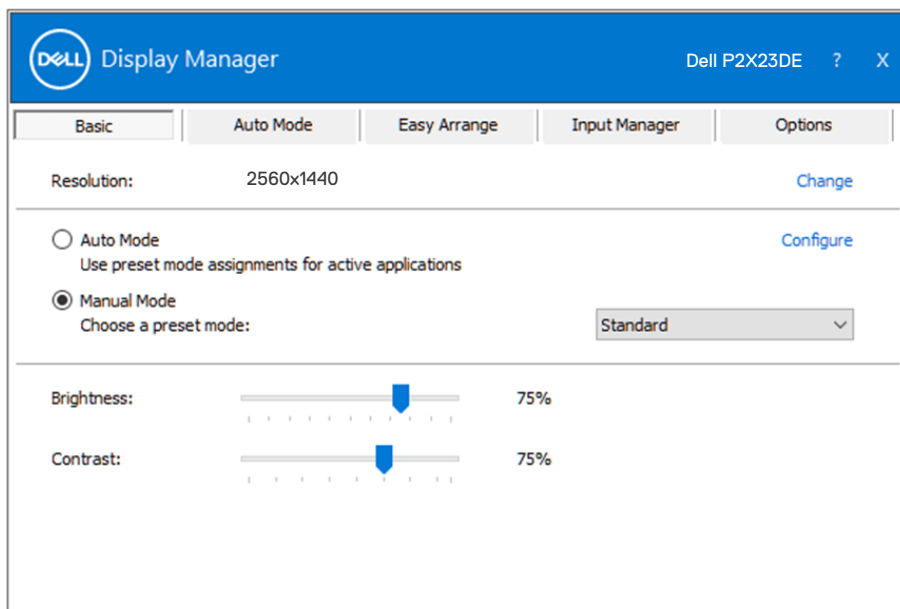 DELL Display Manager Dell P2X23DE ? X
Basic Auto Mode Easy Arrange Input Manager Options
Resolution: 2560x1440 Change
Auto Mode Configure
Use preset mode assignments for active applications
Manual Mode
Choose a preset mode: Standard
Brightness: 75%
Contrast: 75%